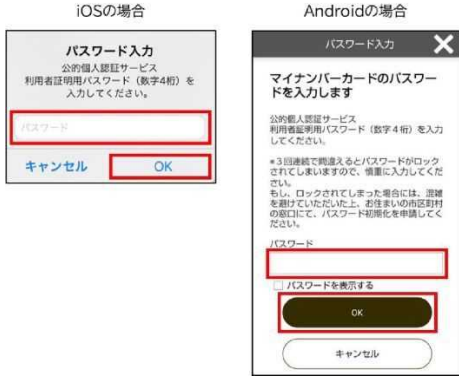 iOSの場合
パスワード入力
公的個人認証サービス
利用者証明用パスワード（数字4桁）を
入力してください。
パスワード
キャンセル
OK
Androidの場合
パスワード入力
マイナンバーカードのパスワー
ドを入力します
公的個人認証サービス
利用者証明用パスワード（数字４桁）を入力
してください。
*３回連続で間違えるとパスワードがロック
されてしまいますので、慎重に入力してくだ
さい。
もし、ロックされてしまった場合には、混雑
を避けていただいた上、お住まいの市区町村
の窓口にて、パスワード初期化を申請してく
ださい。
パスワード
パスワードを表示する
OK
キャンセル